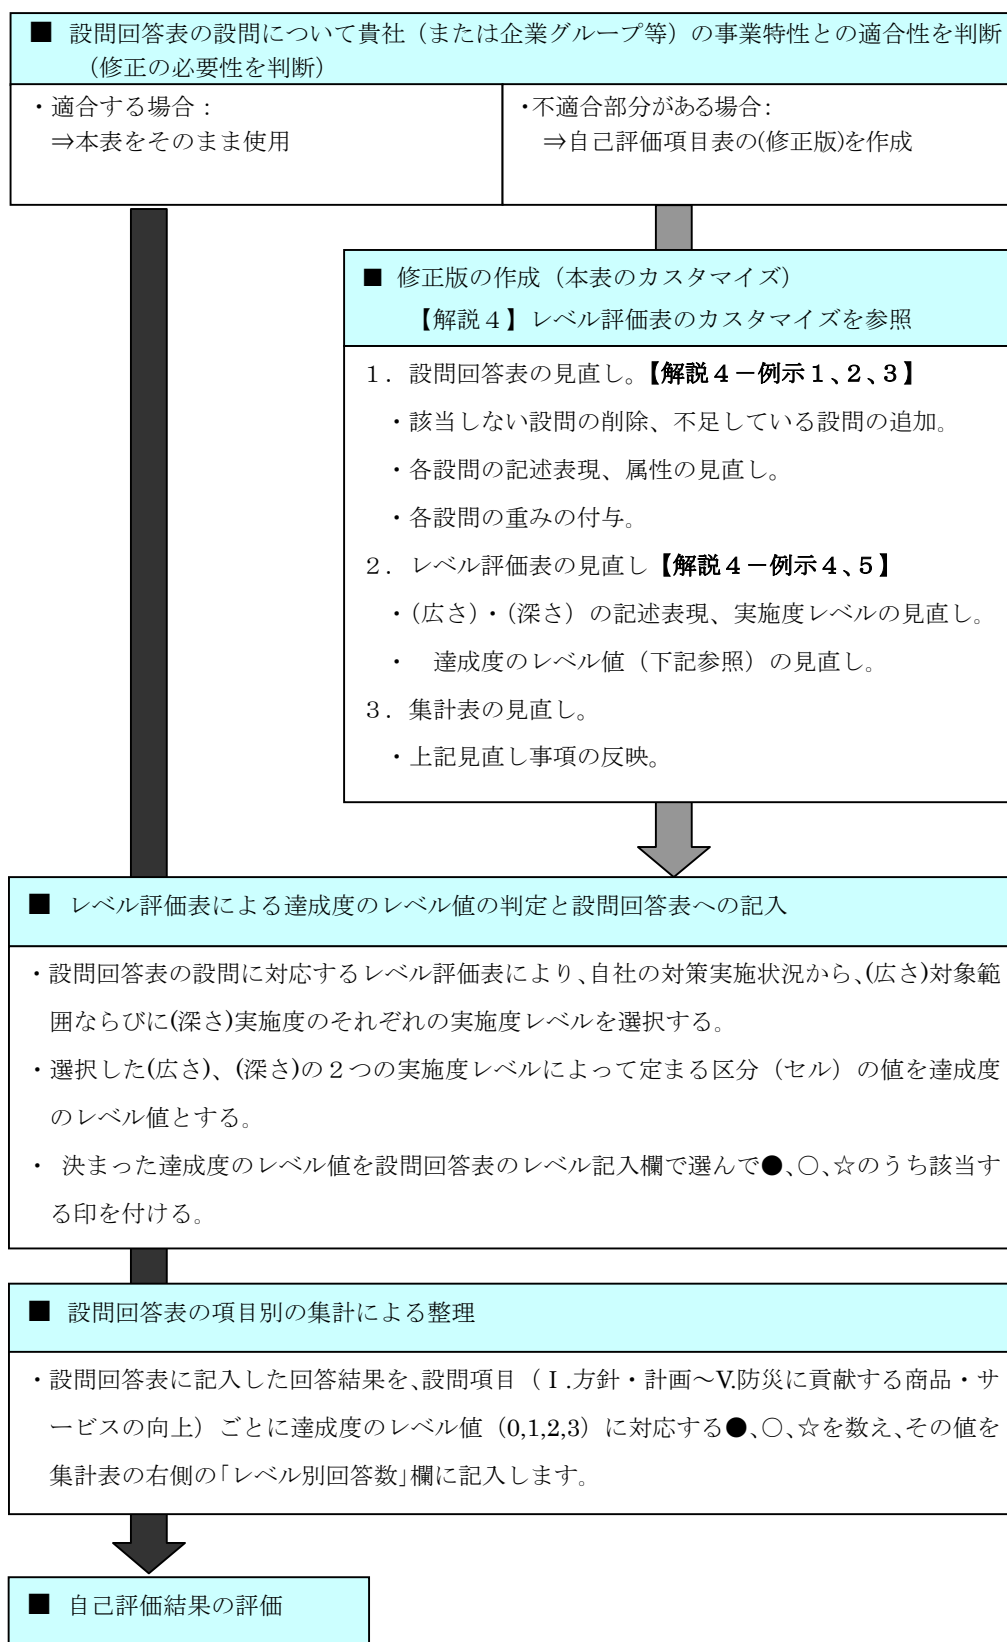 ■ 設問回答表の設問について貴社（または企業グループ等）の事業特性との適合性を判断
（修正の必要性を判断）
・適合する場合：
⇒本表をそのまま使用
・不適合部分がある場合：
⇒自己評価項目表の(修正版)を作成
■ 修正版の作成（本表のカスタマイズ）
【解説４】レベル評価表のカスタマイズを参照
１．設問回答表の見直し。【解説４－例示１、２、３】
・該当しない設問の削除、不足している設問の追加。
・各設問の記述表現、属性の見直し。
・各設問の重みの付与。
２．レベル評価表の見直し【解説４－例示４、５】
・（広さ）・（深さ）の記述表現、実施度レベルの見直し。
・ 達成度のレベル値（下記参照）の見直し。
３．集計表の見直し。
・上記見直し事項の反映。
■ レベル評価表による達成度のレベル値の判定と設問回答表への記入
・設問回答表の設問に対応するレベル評価表により、自社の対策実施状況から、(広さ)対象範
囲ならびに(深さ)実施度のそれぞれの実施度レベルを選択する。
・選択した(広さ)、(深さ)の２つの実施度レベルによって定まる区分（セル）の値を達成度
のレベル値とする。
・ 決まった達成度のレベル値を設問回答表のレベル記入欄で選んで●、○、☆のうち該当す
る印を付ける。
■ 設問回答表の項目別の集計による整理
・設問回答表に記入した回答結果を、設問項目（Ⅰ.方針・計画～Ⅴ.防災に貢献する商品・サ
ービスの向上）ごとに達成度のレベル値（0,1,2,3）に対応する●、○、☆を数え、その値を
集計表の右側の「レベル別回答数」欄に記入します。
■ 自己評価結果の評価